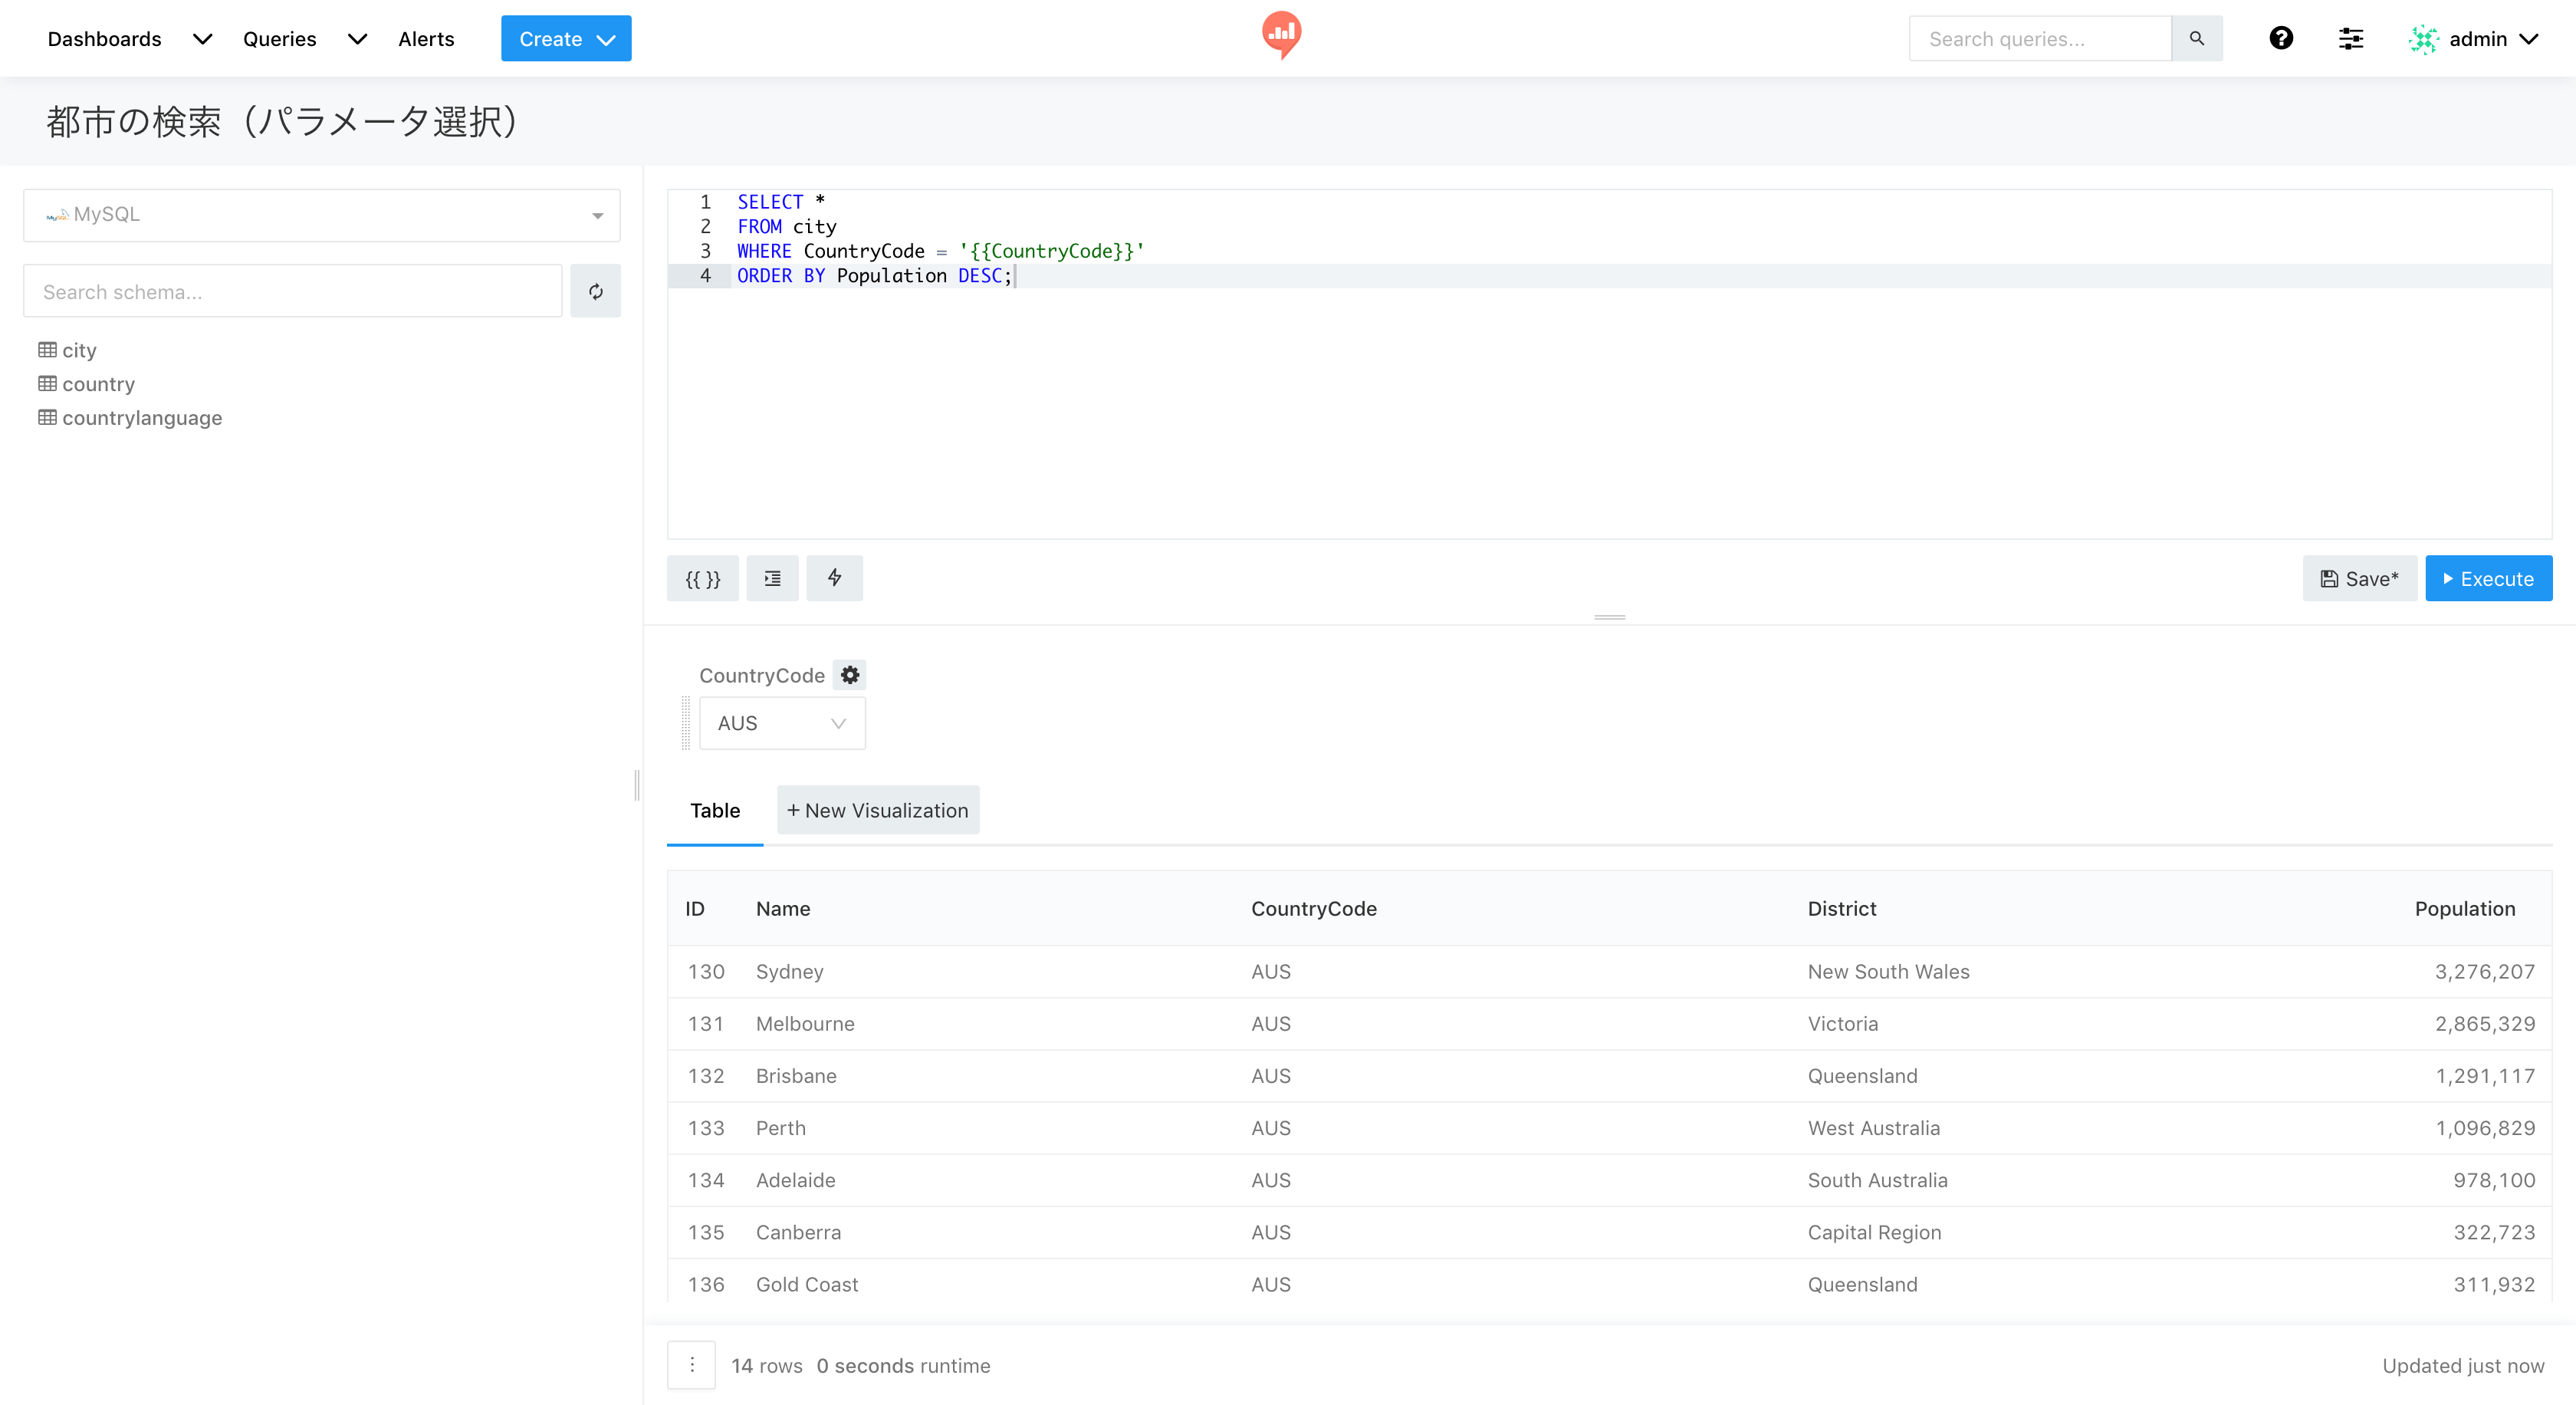 Dashboards Queries Alerts Create Search queries... admin
都市の検索（パラメータ選択）
MySQL
Search schema...
city
country
countrylanguage
1 SELECT *
2 FROM city
3 WHERE CountryCode = '{{CountryCode}}'
4 ORDER BY Population DESC;
{{ }} Save* Execute
CountryCode
AUS
Table + New Visualization
ID Name CountryCode District Population
130 Sydney AUS New South Wales 3,276,207
131 Melbourne AUS Victoria 2,865,329
132 Brisbane AUS Queensland 1,291,117
133 Perth AUS West Australia 1,096,829
134 Adelaide AUS South Australia 978,100
135 Canberra AUS Capital Region 322,723
136 Gold Coast AUS Queensland 311,932
14 rows 0 seconds runtime Updated just now